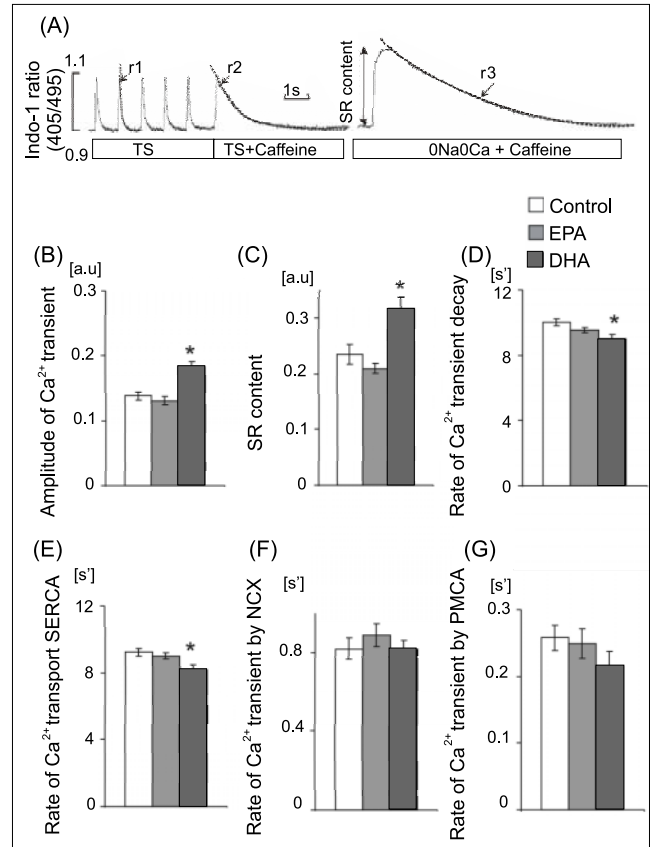 (A)
1.1
0.9
Indo-1 ratio
(405/495)
r1
r2
1s
SR content
r3
TS
TS+Caffeine
0Na0Ca + Caffeine
Control
EPA
DHA
(B)
[a.u]
0.3
0.2
0.1
0
Amplitude of Ca²⁺ transient
*
(C)
[a.u]
0.3
0.2
0.1
0
SR content
*
(D)
[s']
12
8
4
0
Rate of Ca²⁺ transient decay
*
(E)
[s']
12
8
4
0
Rate of Ca²⁺ transport SERCA
*
(F)
[s']
0.8
0.4
0
Rate of Ca²⁺ transient by NCX
(G)
[s']
0.3
0.2
0.1
0
Rate of Ca²⁺ transient by PMCA